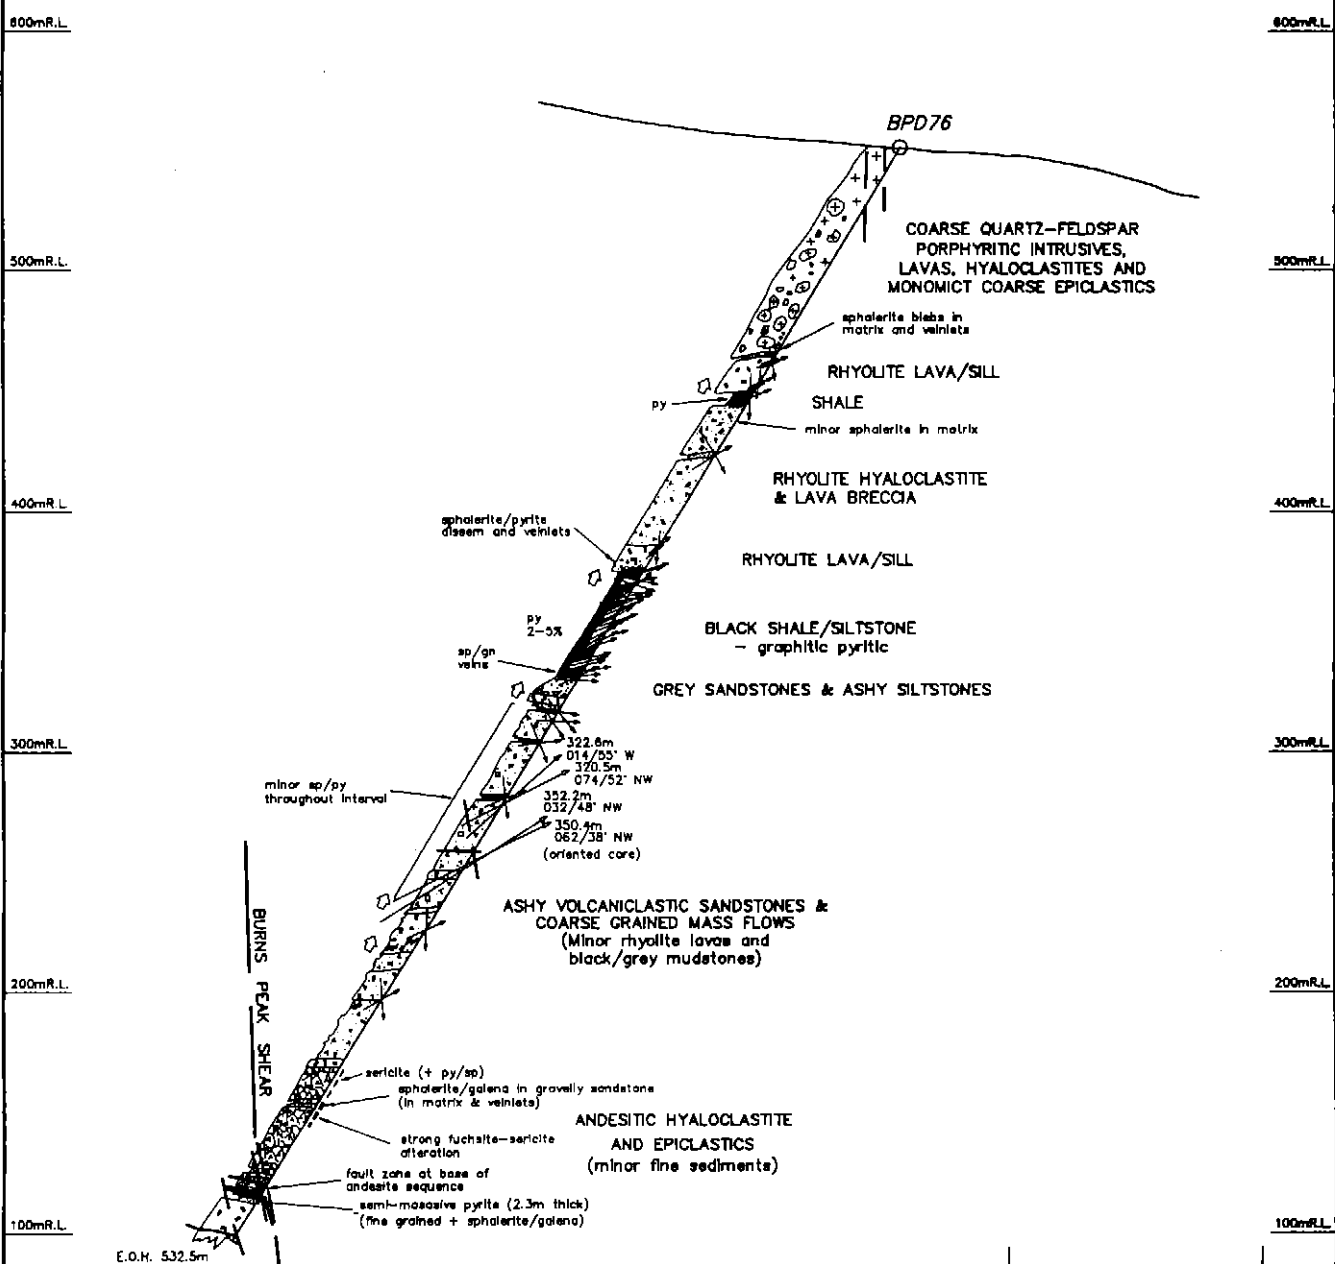 600mR.L.
600mR.L.
BPD76
COARSE QUARTZ-FELDSPAR
PORPHYRITIC INTRUSIVES,
LAVAS, HYALOCLASTITES AND
MONOMICT COARSE EPICLASTICS
500mR.L.
500mR.L.
sphalerite blebs in
matrix and veinlets
RHYOLITE LAVA/SILL
py
SHALE
minor sphalerite in matrix
RHYOLITE HYALOCLASTITE
& LAVA BRECCIA
400mR.L.
400mR.L.
sphalerite/pyrite
dissem and veinlets
RHYOLITE LAVA/SILL
py
2-5%
BLACK SHALE/SILTSTONE
- graphitic pyritic
sp/gn
veins
GREY SANDSTONES & ASHY SILTSTONES
300mR.L.
300mR.L.
322.6m
014/55° W
320.5m
074/52° NW
minor sp/py
throughout interval
352.2m
032/48° NW
350.4m
062/38° NW
(oriented core)
ASHY VOLCANICLASTIC SANDSTONES &
COARSE GRAINED MASS FLOWS
(Minor rhyolite lavas and
black/grey mudstones)
BURNS PEAK SHEAR
200mR.L.
200mR.L.
sericite (+ py/sp)
sphalerite/galena in gravelly sandstone
(in matrix & veinlets)
ANDESITIC HYALOCLASTITE
AND EPICLASTICS
(minor fine sediments)
strong fuchsite-sericite
alteration
fault zone at base of
andesite sequence
semi-massive pyrite (2.3m thick)
(fine grained + sphalerite/galena)
100mR.L.
100mR.L.
E.O.H. 532.5m